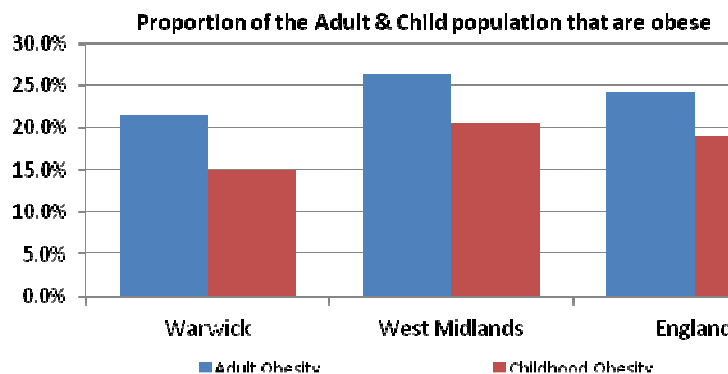 Proportion of the Adult & Child population that are obese
30.0%
25.0%
20.0%
15.0%
10.0%
5.0%
0.0%
Warwick West Midlands England
Adult Obesity Childhood Obesity